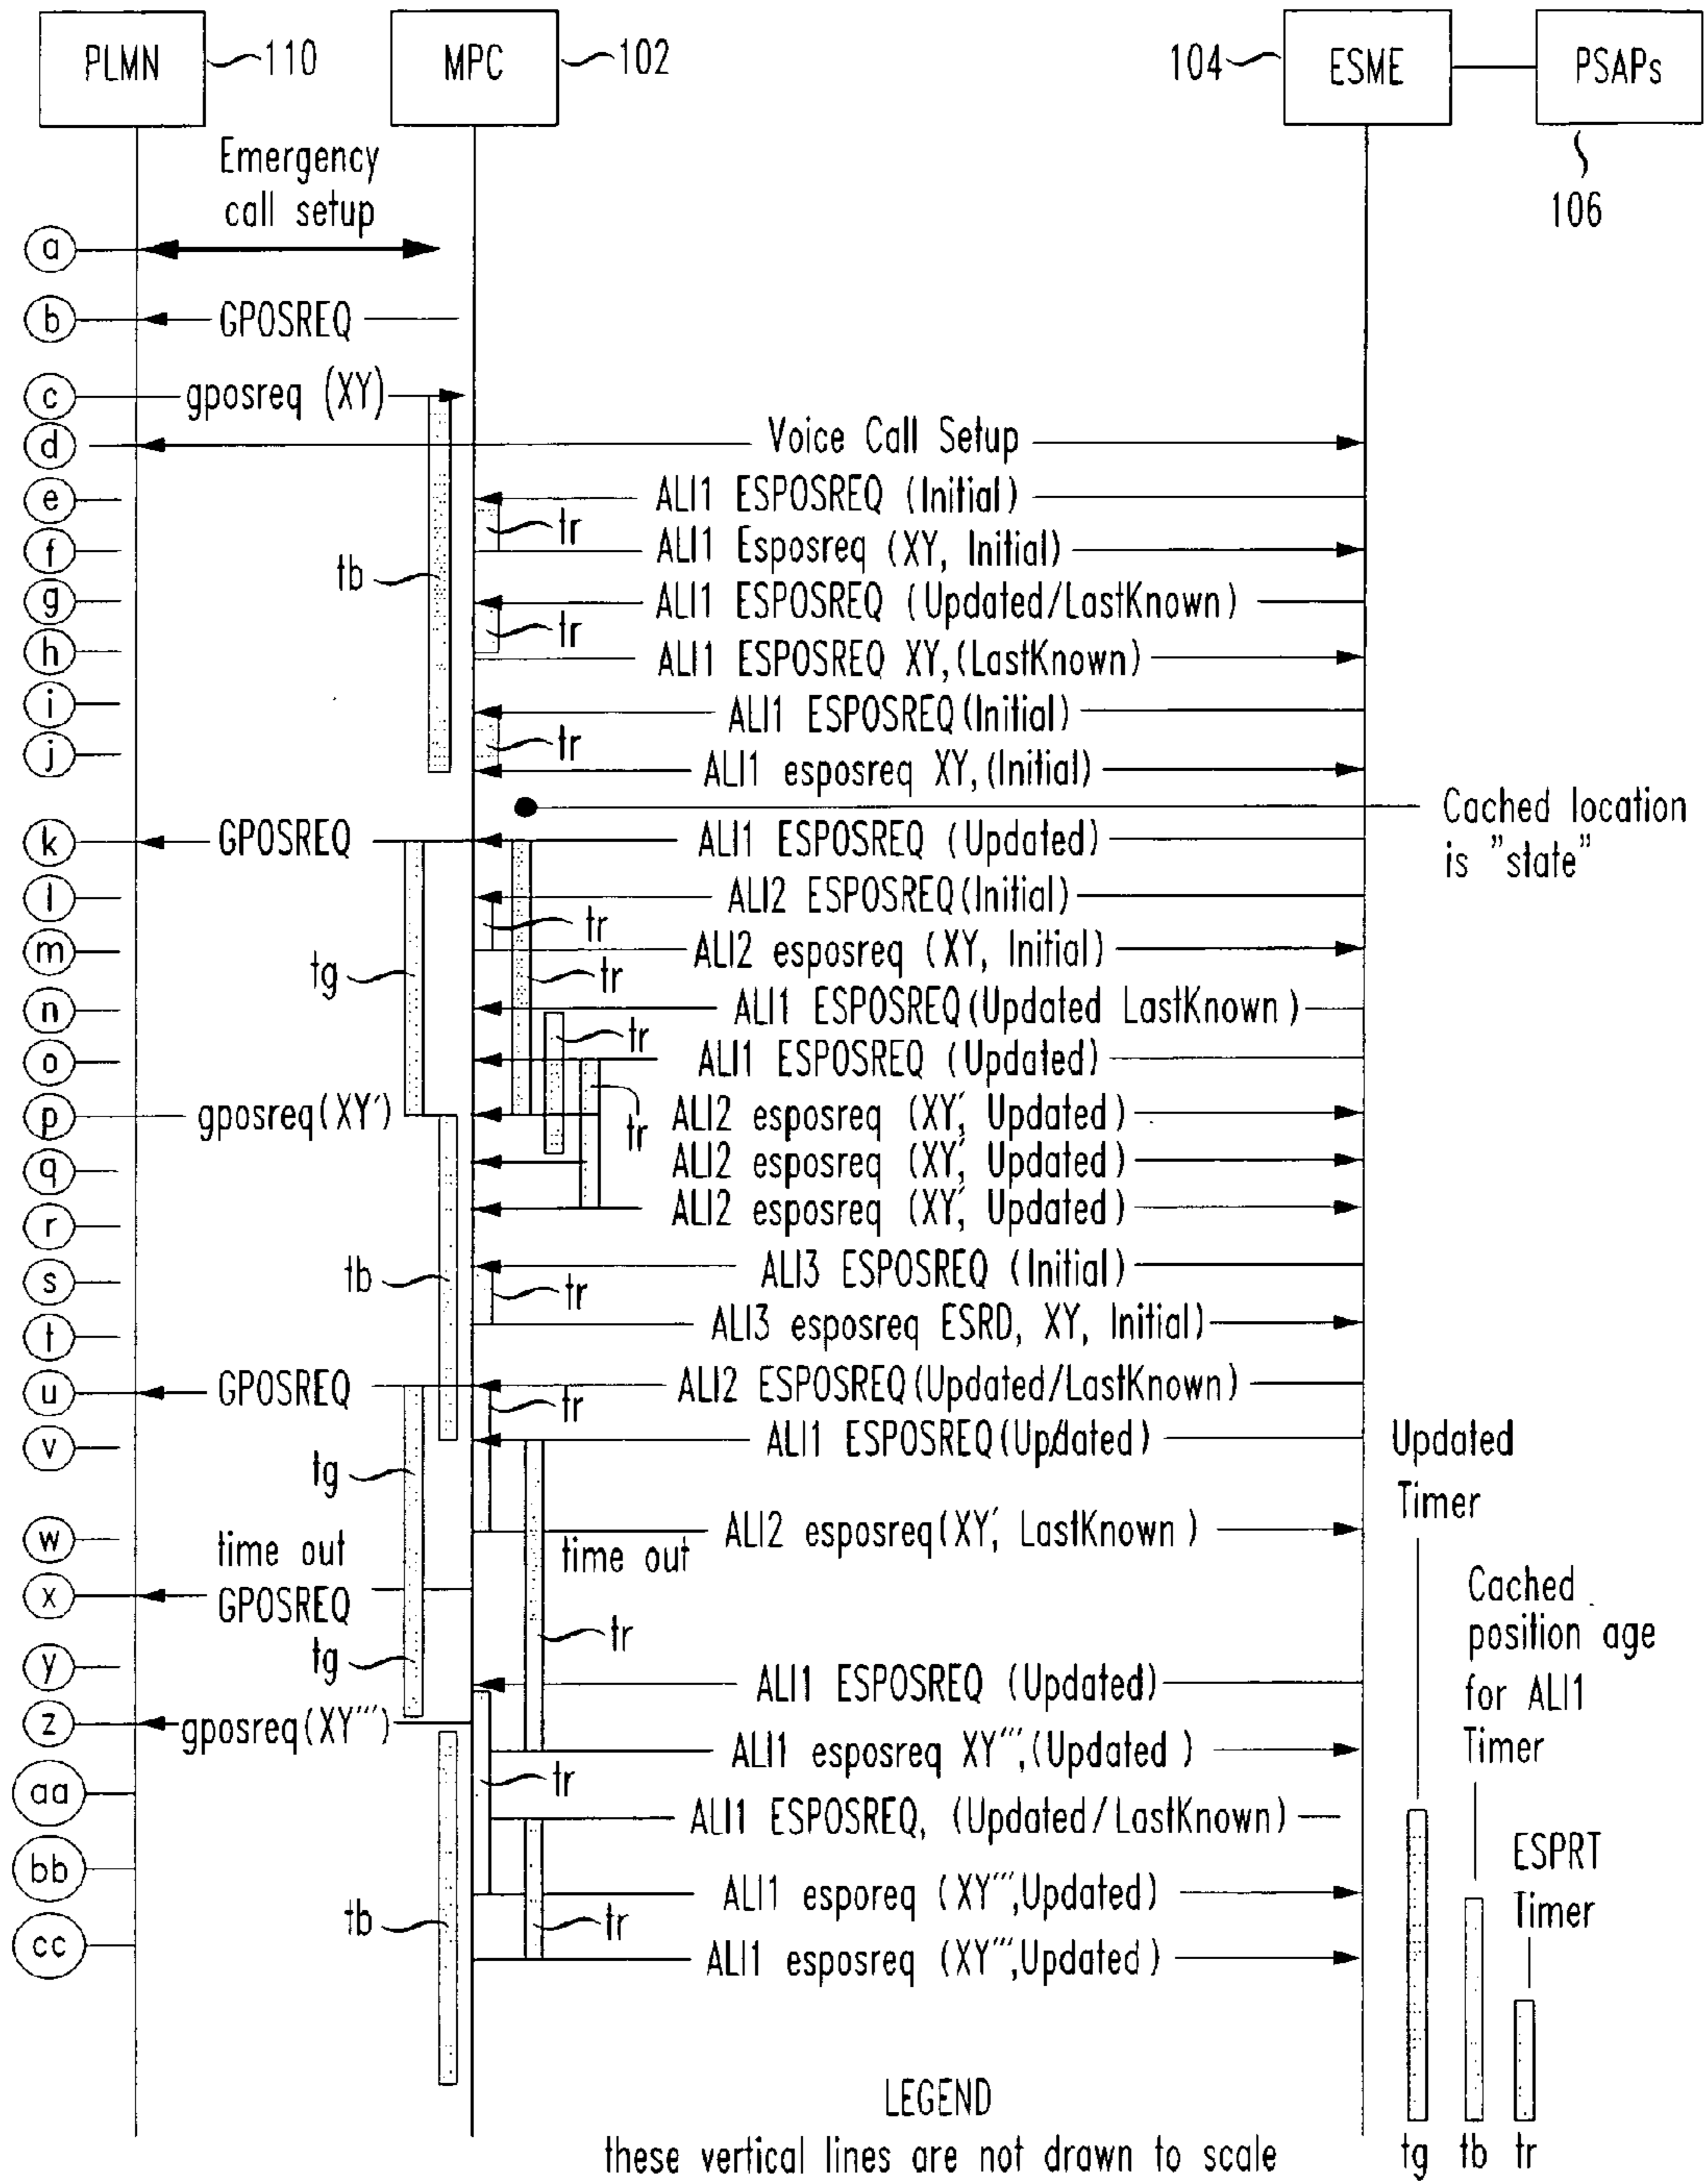 PLMN
110
MPC
102
104
ESME
PSAPs
106
Emergency
call setup
a
b
GPOSREQ
c
gposreq (XY)
d
Voice Call Setup
e
ALI1 ESPOSREQ (Initial)
tr
f
ALI1 Esposreq (XY, Initial)
tb
g
ALI1 ESPOSREQ (Updated/LastKnown)
tr
h
ALI1 ESPOSREQ XY,(LastKnown)
i
ALI1 ESPOSREQ(Initial)
tr
j
ALI1 esposreq XY,(Initial)
Cached location
is "state"
k
GPOSREQ
ALI1 ESPOSREQ (Updated)
l
ALI2 ESPOSREQ(Initial)
tr
m
ALI2 esposreq (XY, Initial)
tg
tr
n
ALI1 ESPOSREQ(Updated LastKnown)
tr
o
ALI1 ESPOSREQ (Updated)
p
gposreq(XY')
tr
ALI2 esposreq (XY', Updated)
q
ALI2 esposreq (XY', Updated)
r
ALI2 esposreq (XY', Updated)
tb
s
ALI3 ESPOSREQ (Initial)
tr
t
ALI3 esposreq ESRD, XY, Initial)
u
GPOSREQ
ALI2 ESPOSREQ(Updated/LastKnown)
tr
v
ALI1 ESPOSREQ(Updated)
tg
w
ALI2 esposreq(XY', LastKnown)
time out
time out
x
GPOSREQ
tr
y
tg
ALI1 ESPOSREQ (Updated)
z
gposreq(XY''')
ALI1 esposreq XY''',(Updated )
tr
aa
ALI1 ESPOSREQ, (Updated/LastKnown)
bb
ALI1 esporeq (XY''',Updated)
tb
tr
cc
ALI1 esposreq (XY''',Updated)
Updated
Timer
Cached
position age
for ALI1
Timer
ESPRT
Timer
tg
tb
tr
LEGEND
these vertical lines are not drawn to scale